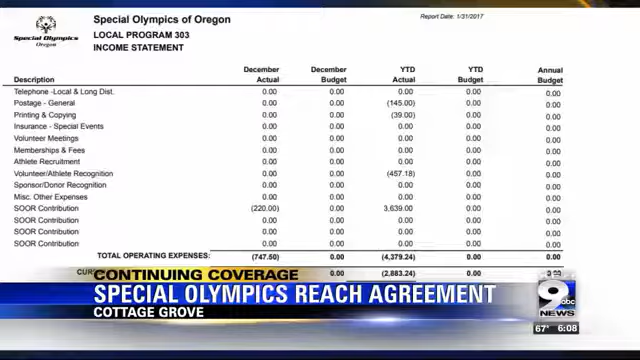 Special Olympics of Oregon
Report Date: 1/31/2017
Special Olympics
Oregon
LOCAL PROGRAM 303
INCOME STATEMENT
Description December Actual December Budget YTD Actual YTD Budget Annual Budget
Telephone -Local & Long Dist. 0.00 0.00 0.00 0.00 0.00
Postage - General 0.00 0.00 (145.00) 0.00 0.00
Printing & Copying 0.00 0.00 (39.00) 0.00 0.00
Insurance - Special Events 0.00 0.00 0.00 0.00 0.00
Volunteer Meetings 0.00 0.00 0.00 0.00 0.00
Memberships & Fees 0.00 0.00 0.00 0.00 0.00
Athlete Recruitment 0.00 0.00 0.00 0.00 0.00
Volunteer/Athlete Recognition 0.00 0.00 (457.18) 0.00 0.00
Sponsor/Donor Recognition 0.00 0.00 0.00 0.00 0.00
Misc. Other Expenses 0.00 0.00 0.00 0.00 0.00
SOOR Contribution (220.00) 0.00 3,639.00 0.00 0.00
SOOR Contribution 0.00 0.00 0.00 0.00 0.00
SOOR Contribution 0.00 0.00 0.00 0.00 0.00
SOOR Contribution 0.00 0.00 0.00 0.00 0.00
TOTAL OPERATING EXPENSES: (747.50) 0.00 (4,379.24) 0.00 0.00
0.00 (2,883.24) 0.00 0.00
CONTINUING COVERAGE
SPECIAL OLYMPICS REACH AGREEMENT
COTTAGE GROVE
9 abc
NEWS
67° 6:08